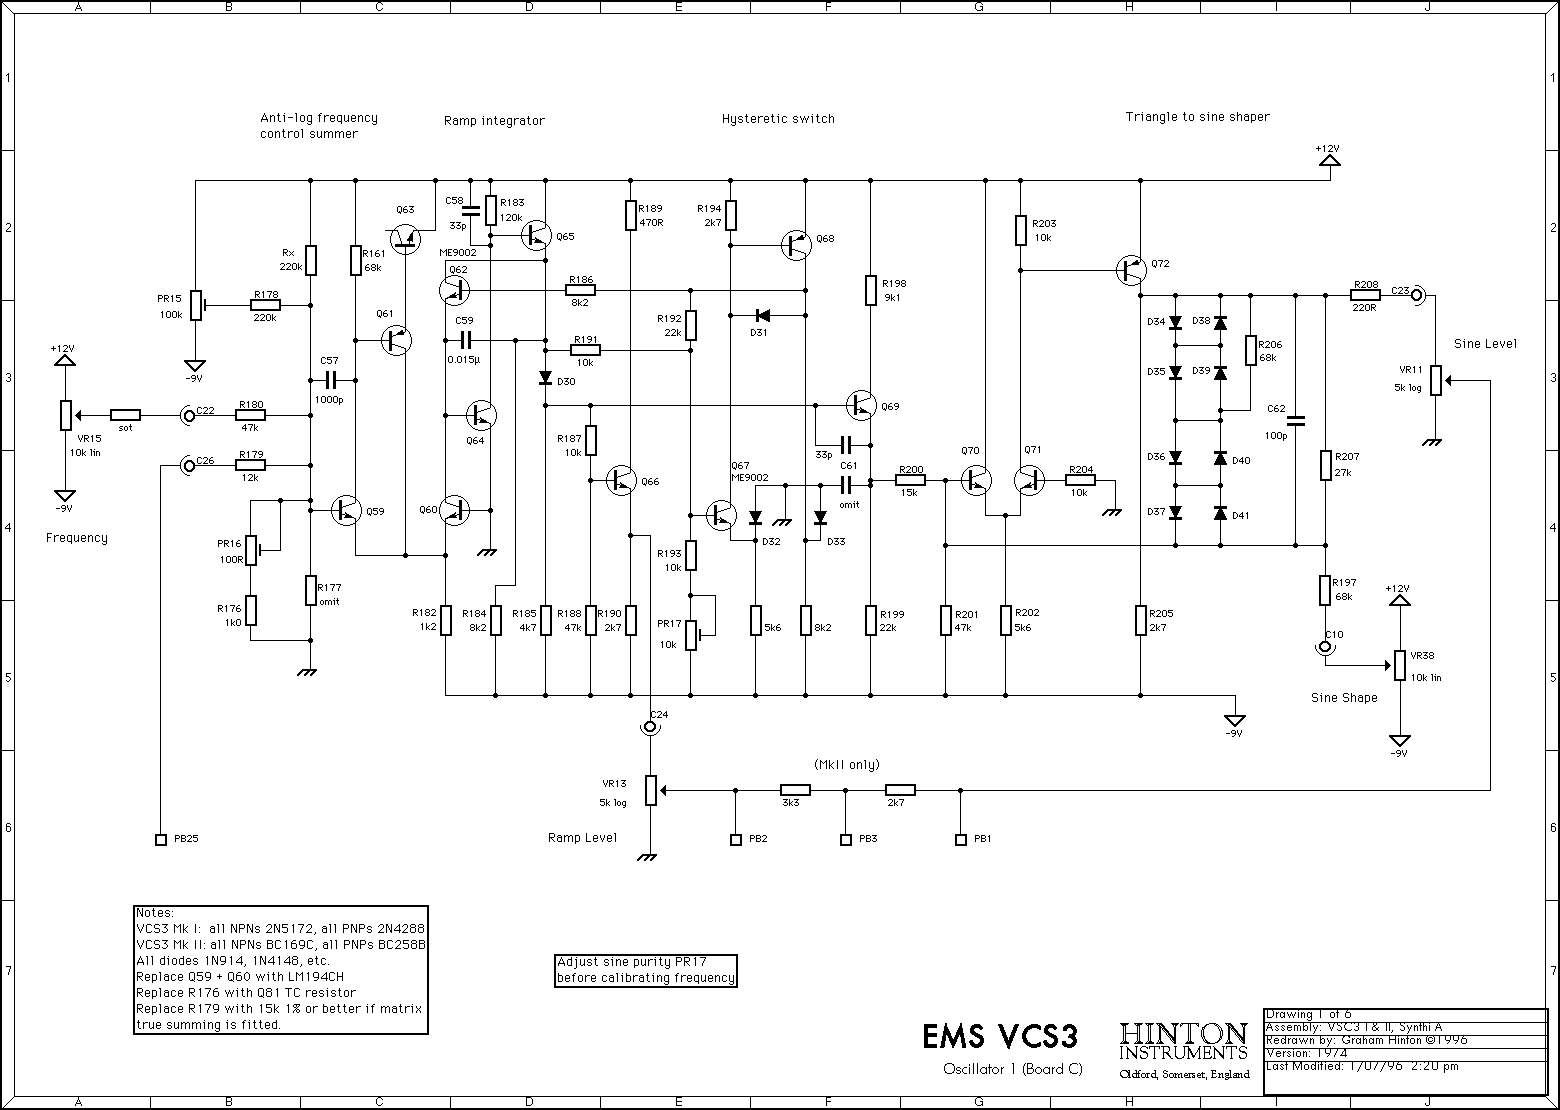 A B C D E F G H I J
1 1
Anti-log frequency
control summer
Ramp integrator
Hysteretic switch
Triangle to sine shaper
+12V
2 2
Q63
C58
33p
R183
120k
Q65
R189
470R
R194
2k7
Q68
R203
10k
Q72
Rx
220k
R161
68k
ME9002
Q62
R186
8k2
R198
9k1
PR15
100k
R178
220k
Q61
C59
0.015µ
R192
22k
D31
D34
D38
R208
220R
C23
+12V
R191
10k
R206
68k
Sine Level
3 3
-9V
C57
1000p
D30
D35
D39
VR11
5k log
sot
C22
R180
47k
Q69
C62
100p
VR15
10k lin
Q64
R187
10k
33p
C26
R179
12k
Q67
ME9002
C61
omit
Q70
Q71
D36
D40
R207
27k
Q66
R200
15k
R204
10k
-9V
Q59
Q60
D37
D41
4 4
Frequency
PR16
100R
D32
D33
R193
10k
R177
omit
R197
68k
+12V
R176
1k0
R182
1k2
R184
8k2
R185
4k7
R188
47k
R190
2k7
PR17
10k
5k6
8k2
R199
22k
R201
47k
R202
5k6
R205
2k7
C10
VR38
10k lin
5 5
Sine Shape
C24
-9V
-9V
(MkII only)
VR13
5k log
3k3
2k7
6 6
PB25
Ramp Level
PB2
PB3
PB1
Notes:
VCS3 Mk I: all NPNs 2N5172, all PNPs 2N4288
VCS3 Mk II: all NPNs BC169C, all PNPs BC258B
All diodes 1N914, 1N4148, etc.
Replace Q59 + Q60 with LM194CH
Replace R176 with Q81 TC resistor
Replace R179 with 15k 1% or better if matrix
true summing is fitted.
Adjust sine purity PR17
before calibrating frequency
7 7
EMS VCS3
Oscillator 1 (Board C)
HINTON
INSTRUMENTS
Oldford, Somerset, England
Drawing 1 of 6
Assembly: VSC3 I & II, Synthi A
Redrawn by: Graham Hinton ©1996
Version: 1974
Last Modified: 1/07/96 2:20 pm
A B C D E F G H I J